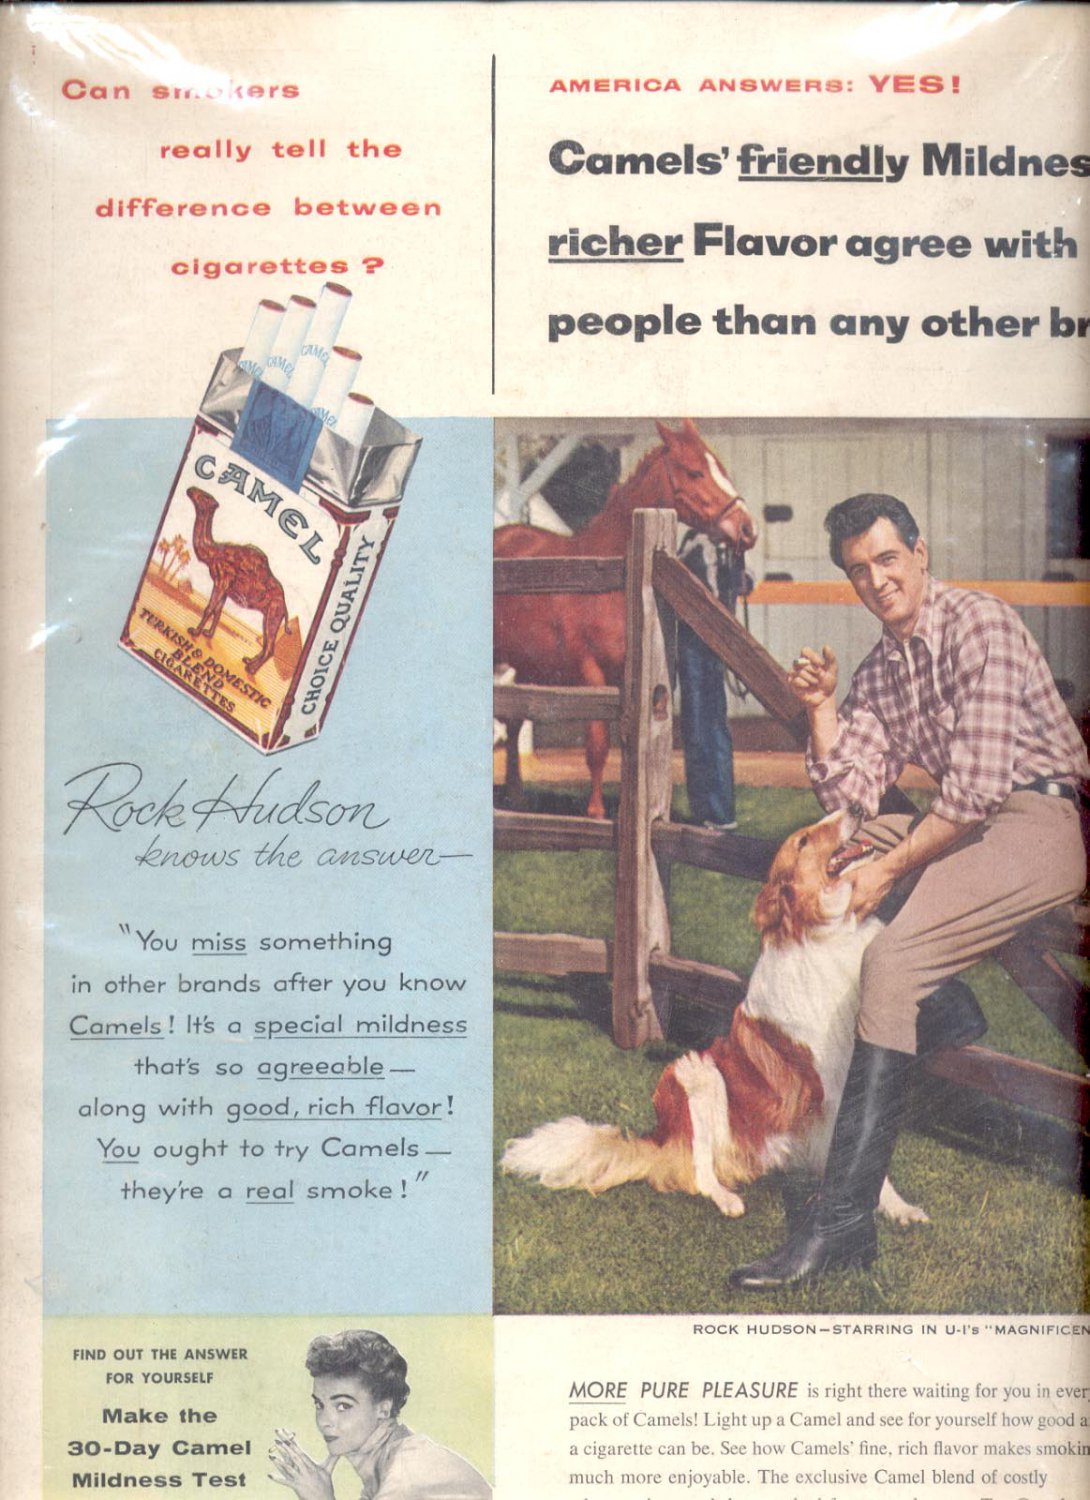 Can smokers
really tell the
difference between
cigarettes ?
AMERICA ANSWERS: YES!
Camels' friendly
richer Flavor agree with
people than any other
CAMEL
CAMEL
CAMEL
CAMEL
CAMEL
TURKISH & DOMESTIC
BLEND
CIGARETTES
CHOICE QUALITY
Rock Hudson
knows the answer—
"You miss something
in other brands after you know
Camels! It's a special mildness
that's so agreeable—
along with good, rich flavor!
You ought to try Camels—
they're a real smoke!"
ROCK HUDSON—STARRING IN U-I's
FIND OUT THE ANSWER
FOR YOURSELF
Make the
30-Day Camel
Mildness Test
MORE PURE PLEASURE is right there waiting for you in
pack of Camels! Light up a Camel and see for yourself how good
a cigarette can be. See how Camels' fine, rich flavor makes
much more enjoyable. The exclusive Camel blend of costly